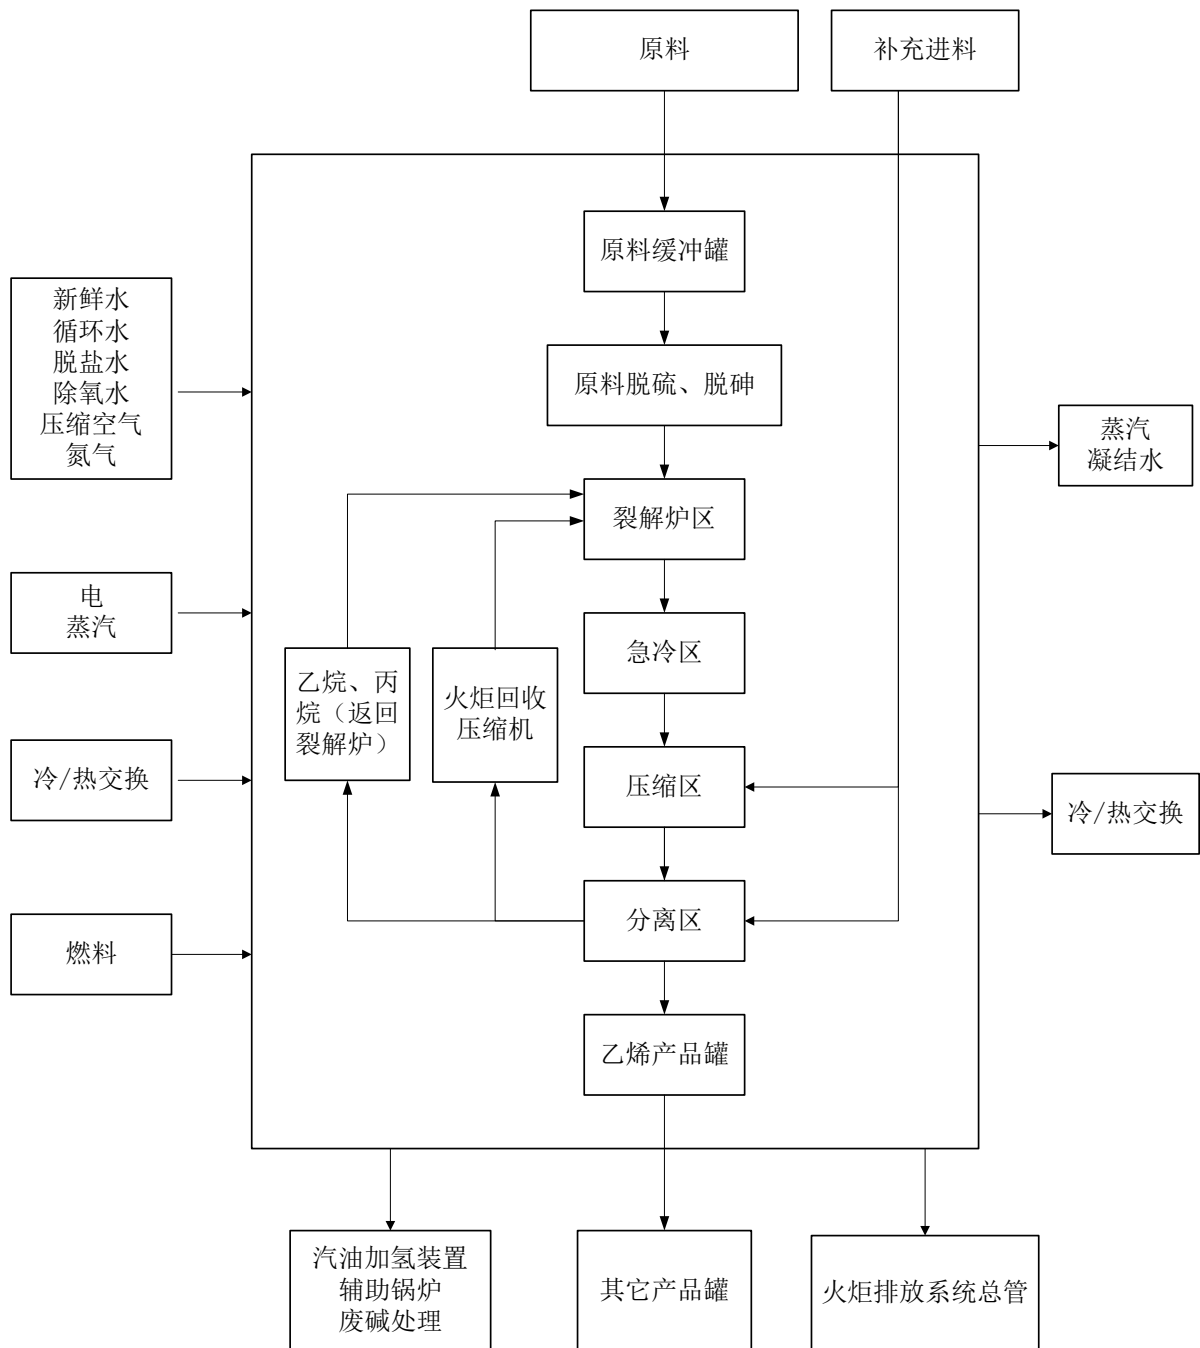 原料
补充进料
原料缓冲罐
新鲜水
循环水
脱盐水
除氧水
压缩空气
氮气
原料脱硫、脱砷
蒸汽
凝结水
裂解炉区
电
蒸汽
急冷区
乙烷、丙
烷（返回
裂解炉）
火炬回收
压缩机
冷/热交换
压缩区
冷/热交换
分离区
燃料
乙烯产品罐
汽油加氢装置
辅助锅炉
废碱处理
其它产品罐
火炬排放系统总管